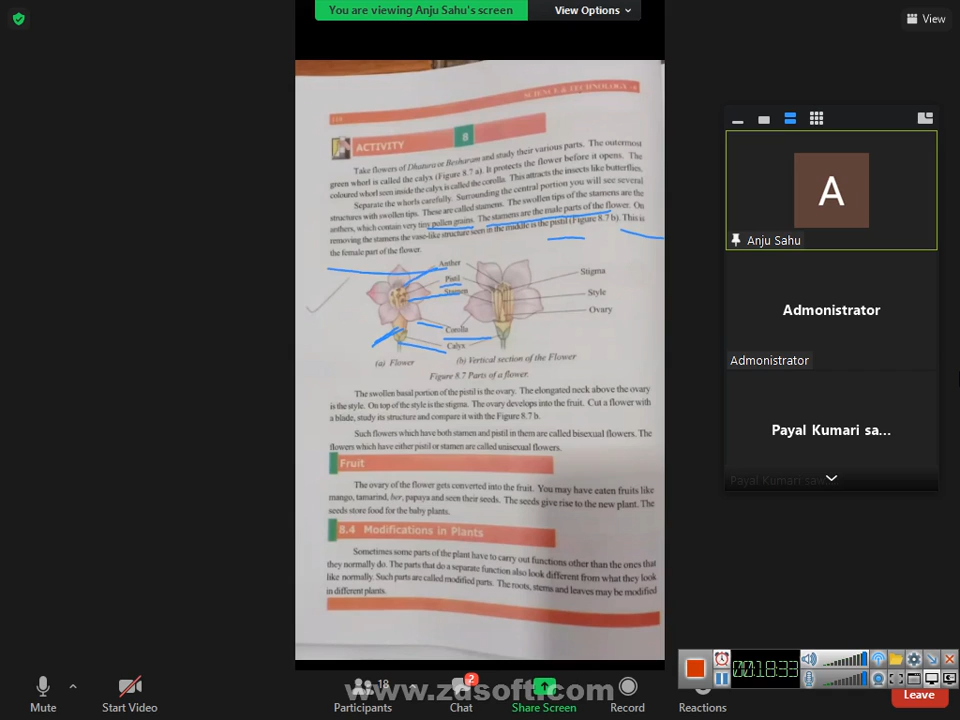 You are viewing Anju Sahu's screen
View Options
View
SCIENCE & TECHNOLOGY -6
ACTIVITY
8
Take flowers of Dhatura or Besharam and study their various parts. The outermost
green whorl is called the calyx (Figure 8.7 a). It protects the flower before it opens. The
coloured whorl seen inside the calyx is called the corolla. This attracts the insects like butterflies.
Separate the whorls carefully. Surrounding the central portion you will see several
structures with swollen tips. These are called stamens. The swollen tips of the stamens are the
anthers, which contain very tiny pollen grains. The stamens are the male parts of the flower. On
removing the stamens the vase-like structure seen in the middle is the pistil (Figure 8.7 b). This is
the female part of the flower.
Anther
Pistil
Stamen
Corolla
Calyx
Stigma
Style
Ovary
(a) Flower
(b) Vertical section of the Flower
Figure 8.7 Parts of a flower.
The swollen basal portion of the pistil is the ovary. The elongated neck above the ovary
is the style. On top of the style is the stigma. The ovary develops into the fruit. Cut a flower with
a blade, study its structure and compare it with the Figure 8.7 b.
Such flowers which have both stamen and pistil in them are called bisexual flowers. The
flowers which have either pistil or stamen are called unisexual flowers.
Fruit
The ovary of the flower gets converted into the fruit. You may have eaten fruits like
mango, tamarind, ber, papaya and seen their seeds. The seeds give rise to the new plant. The
seeds store food for the baby plants.
8.4 Modifications in Plants
Sometimes some parts of the plant have to carry out functions other than the ones that
they normally do. The parts that do a separate function also look different from what they look
like normally. Such parts are called modified parts. The roots, stems and leaves may be modified
in different plants.
A
Anju Sahu
Admonistrator
Admonistrator
Payal Kumari sa...
Payal Kumari saw
00:18:33
Mute
Start Video
18
Participants
2
Chat
Share Screen
Record
Reactions
Leave
www.zdsoft.com